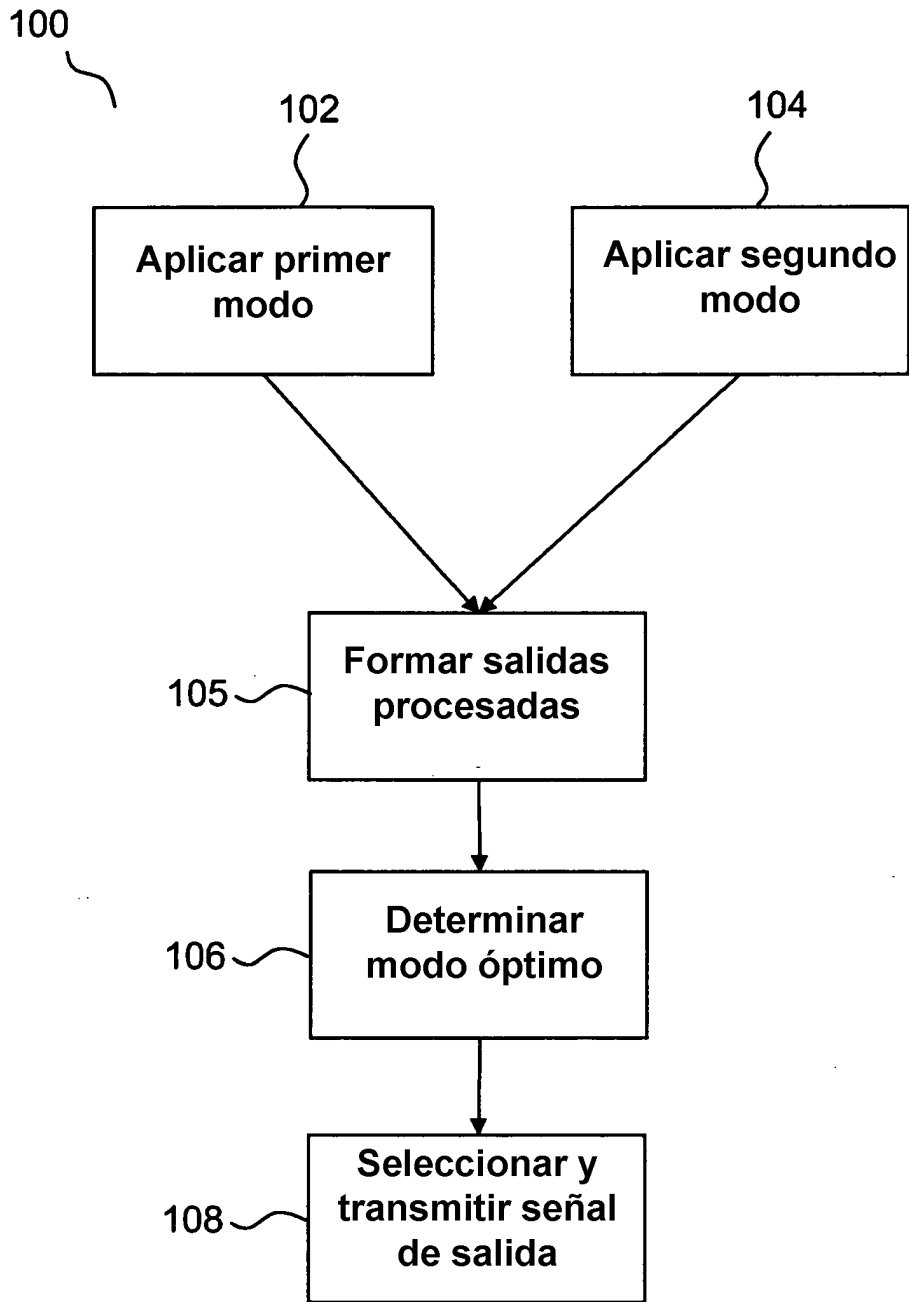 100
102
104
Aplicar primer
modo
Aplicar segundo
modo
105
Formar salidas
procesadas
106
Determinar
modo óptimo
108
Seleccionar y
transmitir señal
de salida